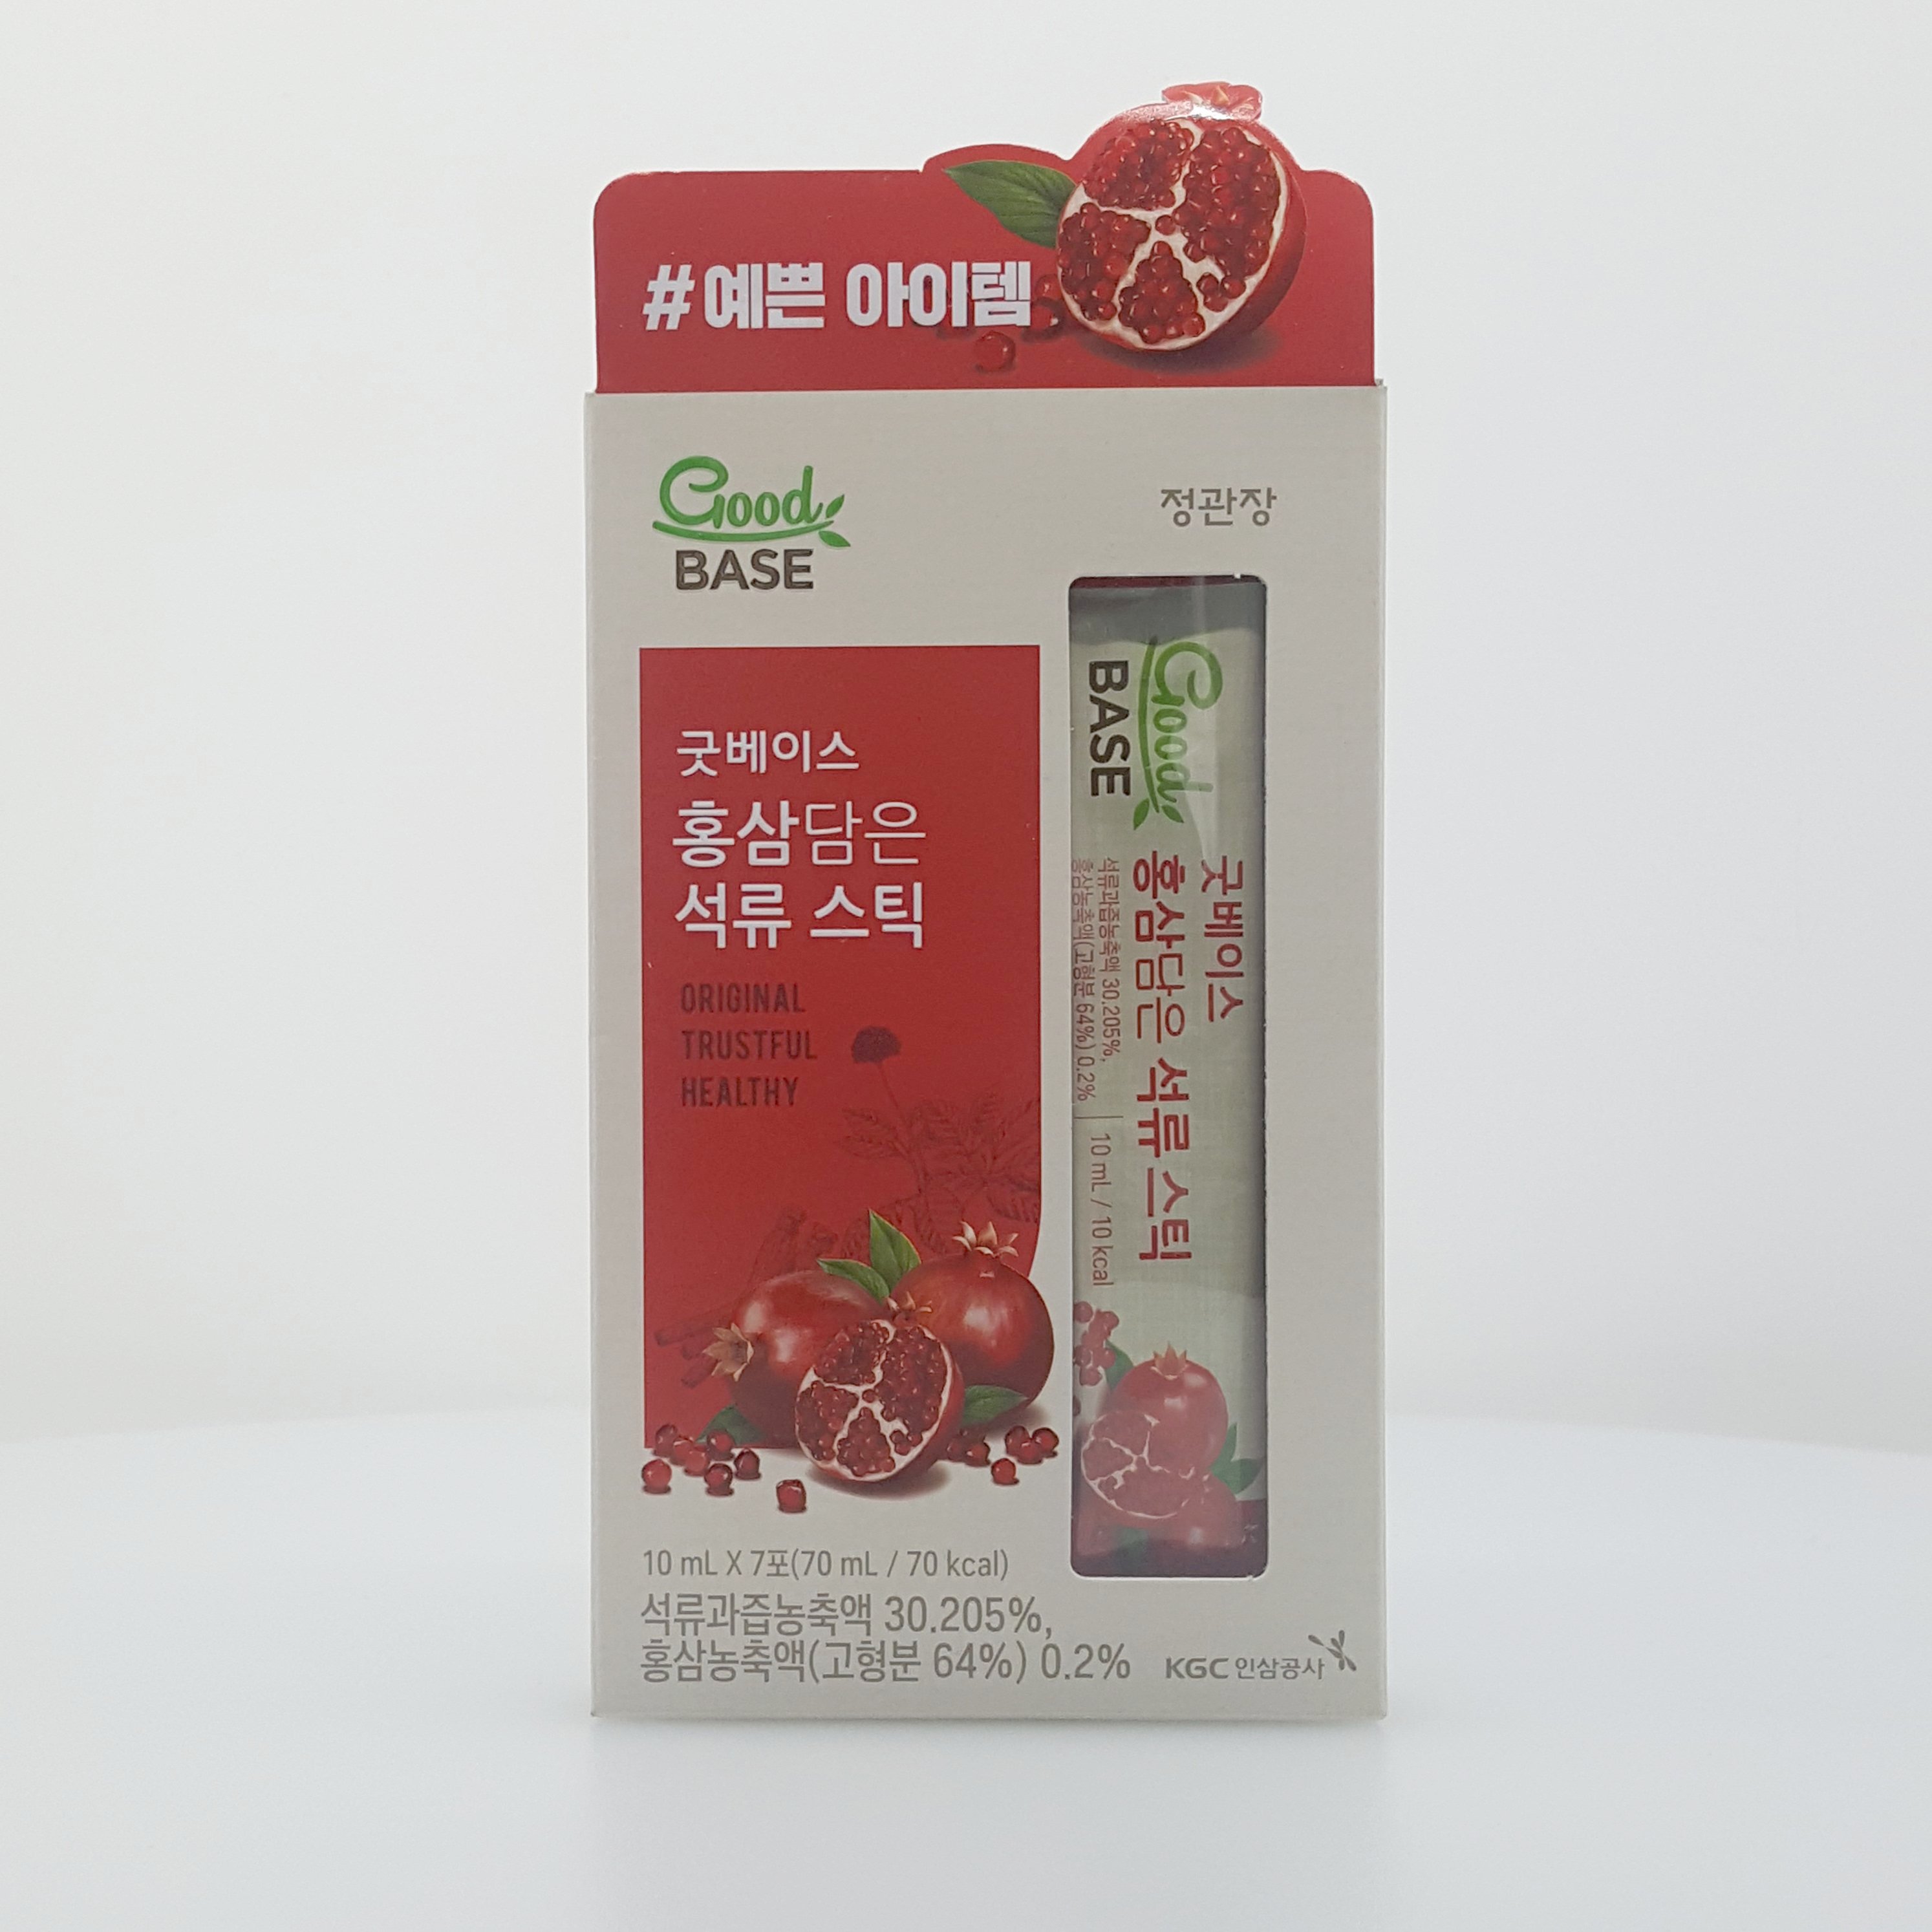 #예쁜 아이템
Good
BASE
정관장
굿베이스
홍삼담은
석류 스틱
ORIGINAL
TRUSTFUL
HEALTHY
Good
BASE
굿베이스
홍삼담은 석류 스틱
석류과즙농축액 30.205%,
홍삼농축액(고형분 64%) 0.2%
10 mL / 10 kcal
10 mL X 7포(70 mL / 70 kcal)
석류과즙농축액 30.205%,
홍삼농축액(고형분 64%) 0.2%
KGC 인삼공사